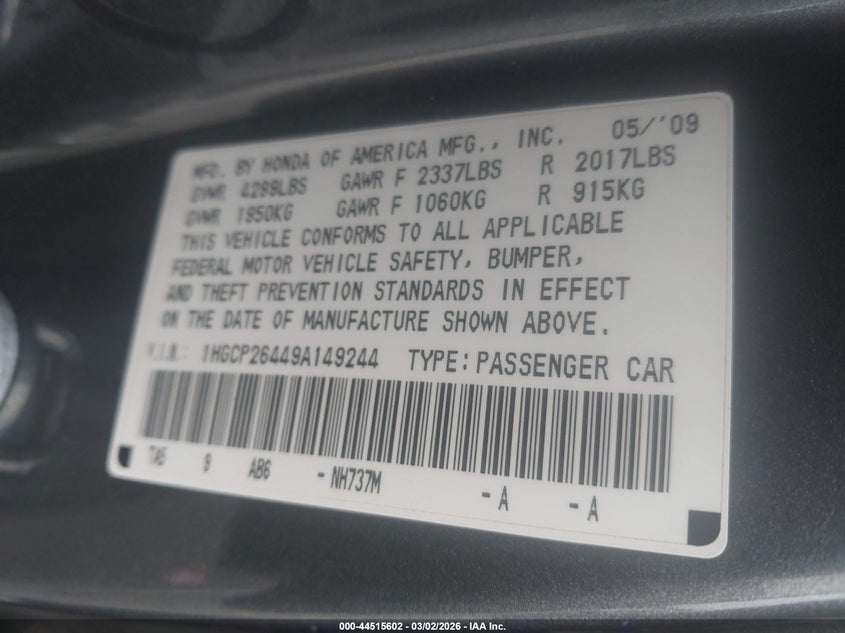 MFD. BY HONDA OF AMERICA MFG., INC. 05/'09
GVWR 4299LBS GAWR F 2337LBS R 2017LBS
GVWR 1950KG GAWR F 1060KG R 915KG
THIS VEHICLE CONFORMS TO ALL APPLICABLE
FEDERAL MOTOR VEHICLE SAFETY, BUMPER,
AND THEFT PREVENTION STANDARDS IN EFFECT
ON THE DATE OF MANUFACTURE SHOWN ABOVE.
V.I.N.: 1HGCP26449A149244 TYPE: PASSENGER CAR
TA5 9 AB6 -NH737M -A -A
000-44515602 - 03/02/2026 - IAA Inc.